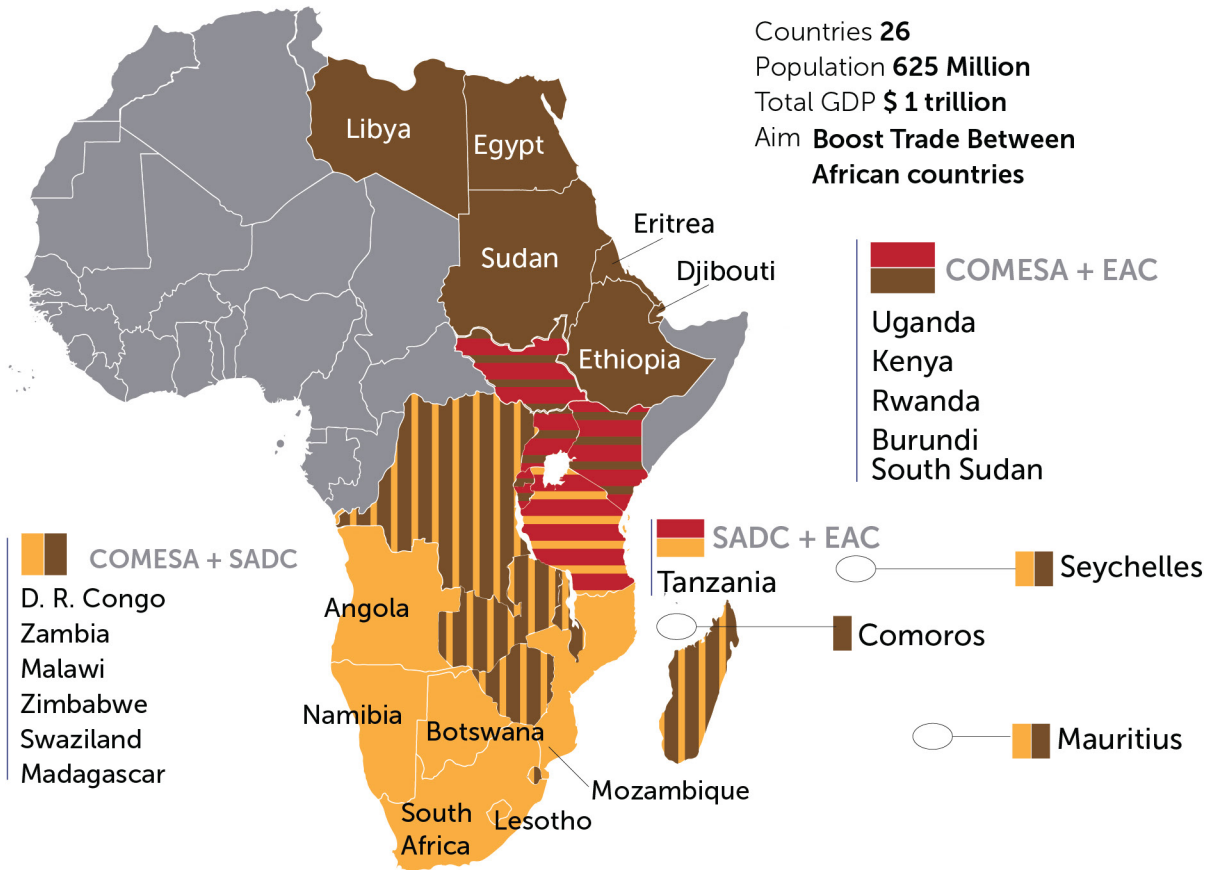 Countries 26
Population 625 Million
Total GDP $ 1 trillion
Aim Boost Trade Between
African countries
Libya
Egypt
Sudan
Eritrea
Djibouti
Ethiopia
COMESA + EAC
Uganda
Kenya
Rwanda
Burundi
South Sudan
COMESA + SADC
D. R. Congo
Zambia
Malawi
Zimbabwe
Swaziland
Madagascar
SADC + EAC
Tanzania
Seychelles
Comoros
Mauritius
Angola
Namibia
Botswana
Mozambique
South
Africa
Lesotho